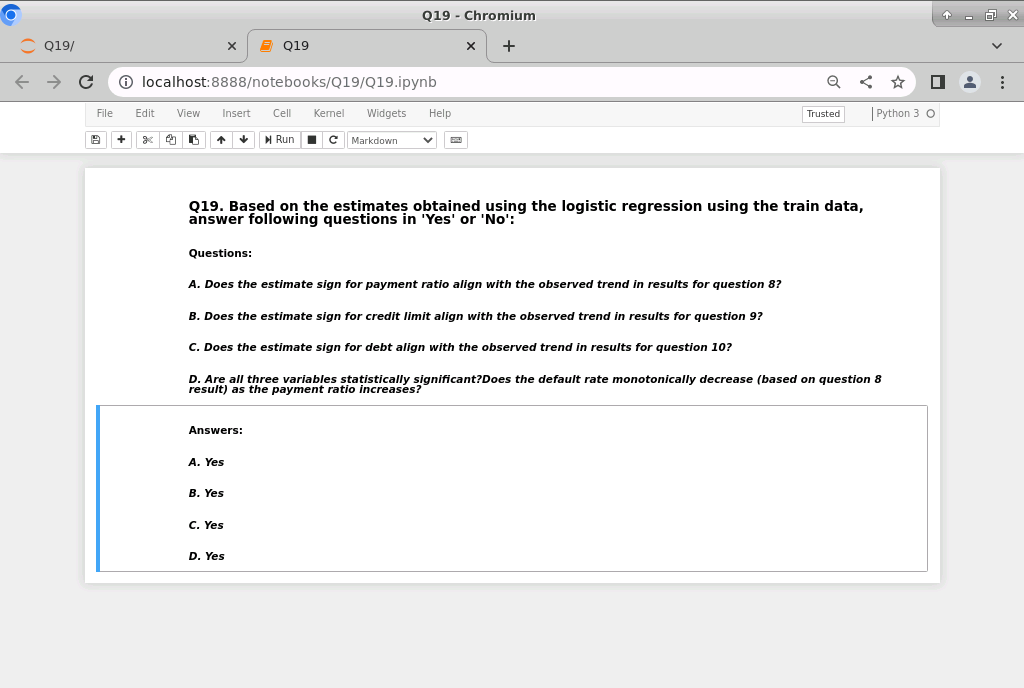 Q19 - Chromium
Q19/
Q19
localhost:8888/notebooks/Q19/Q19.ipynb
File Edit View Insert Cell Kernel Widgets Help Trusted Python 3
Run Markdown
Q19. Based on the estimates obtained using the logistic regression using the train data,
answer following questions in 'Yes' or 'No':
Questions:
A. Does the estimate sign for payment ratio align with the observed trend in results for question 8?
B. Does the estimate sign for credit limit align with the observed trend in results for question 9?
C. Does the estimate sign for debt align with the observed trend in results for question 10?
D. Are all three variables statistically significant?Does the default rate monotonically decrease (based on question 8
result) as the payment ratio increases?
Answers:
A. Yes
B. Yes
C. Yes
D. Yes